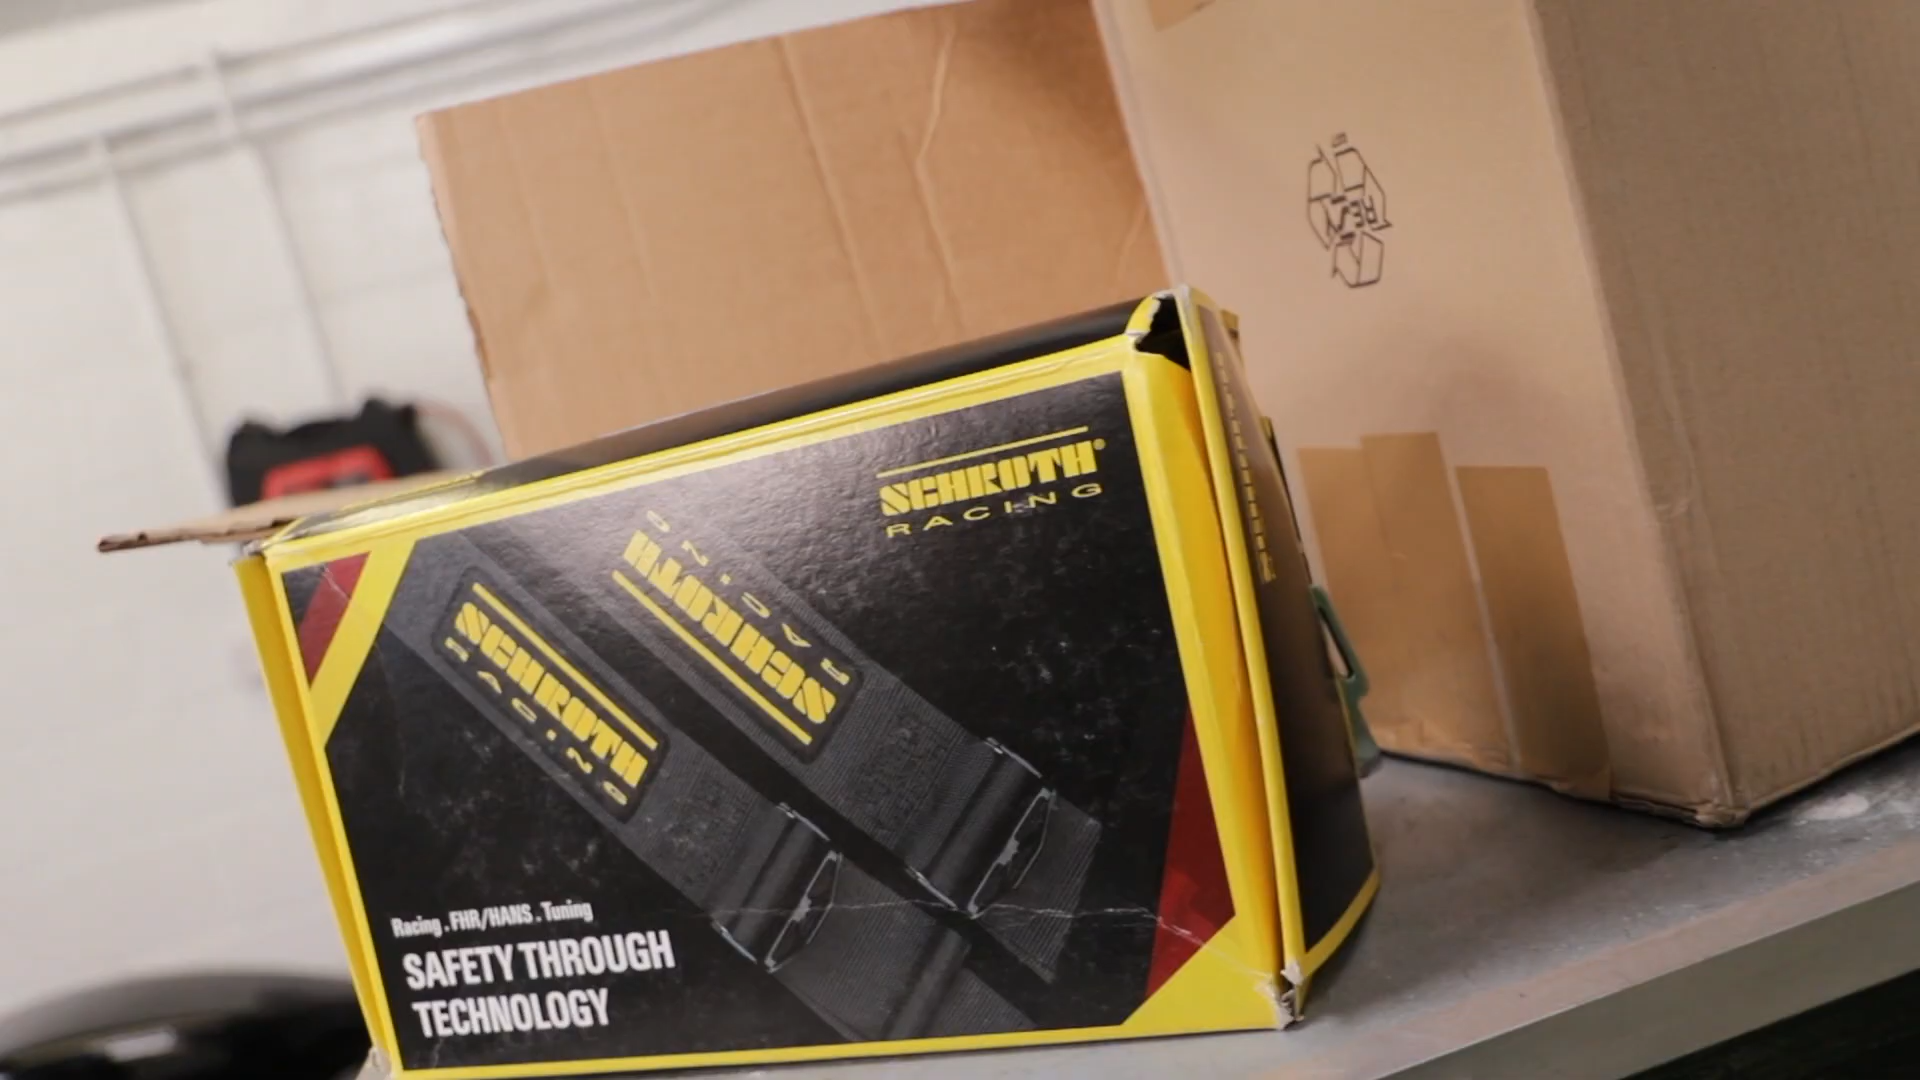 SCHROTH®
RACING
SCHROTH
RACING
SCHROTH
RACING
Racing . FHR/HANS . Tuning
SAFETY THROUGH
TECHNOLOGY